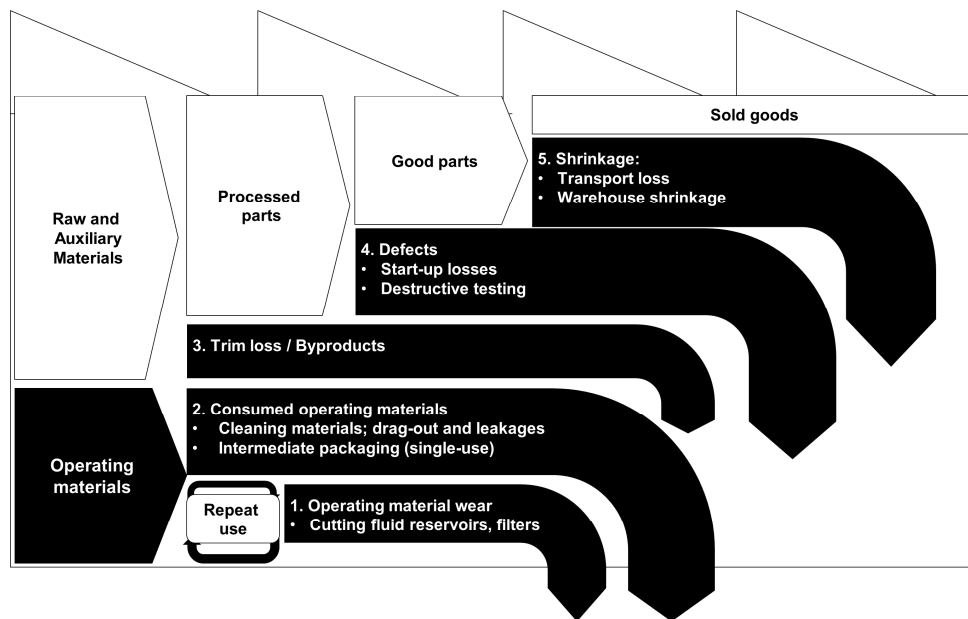 Sold goods
5. Shrinkage:
• Transport loss
• Warehouse shrinkage
Good parts
Processed
parts
Raw and
Auxiliary
Materials
4. Defects
• Start-up losses
• Destructive testing
3. Trim loss / Byproducts
2. Consumed operating materials
• Cleaning materials; drag-out and leakages
• Intermediate packaging (single-use)
Operating
materials
Repeat
use
1. Operating material wear
• Cutting fluid reservoirs, filters